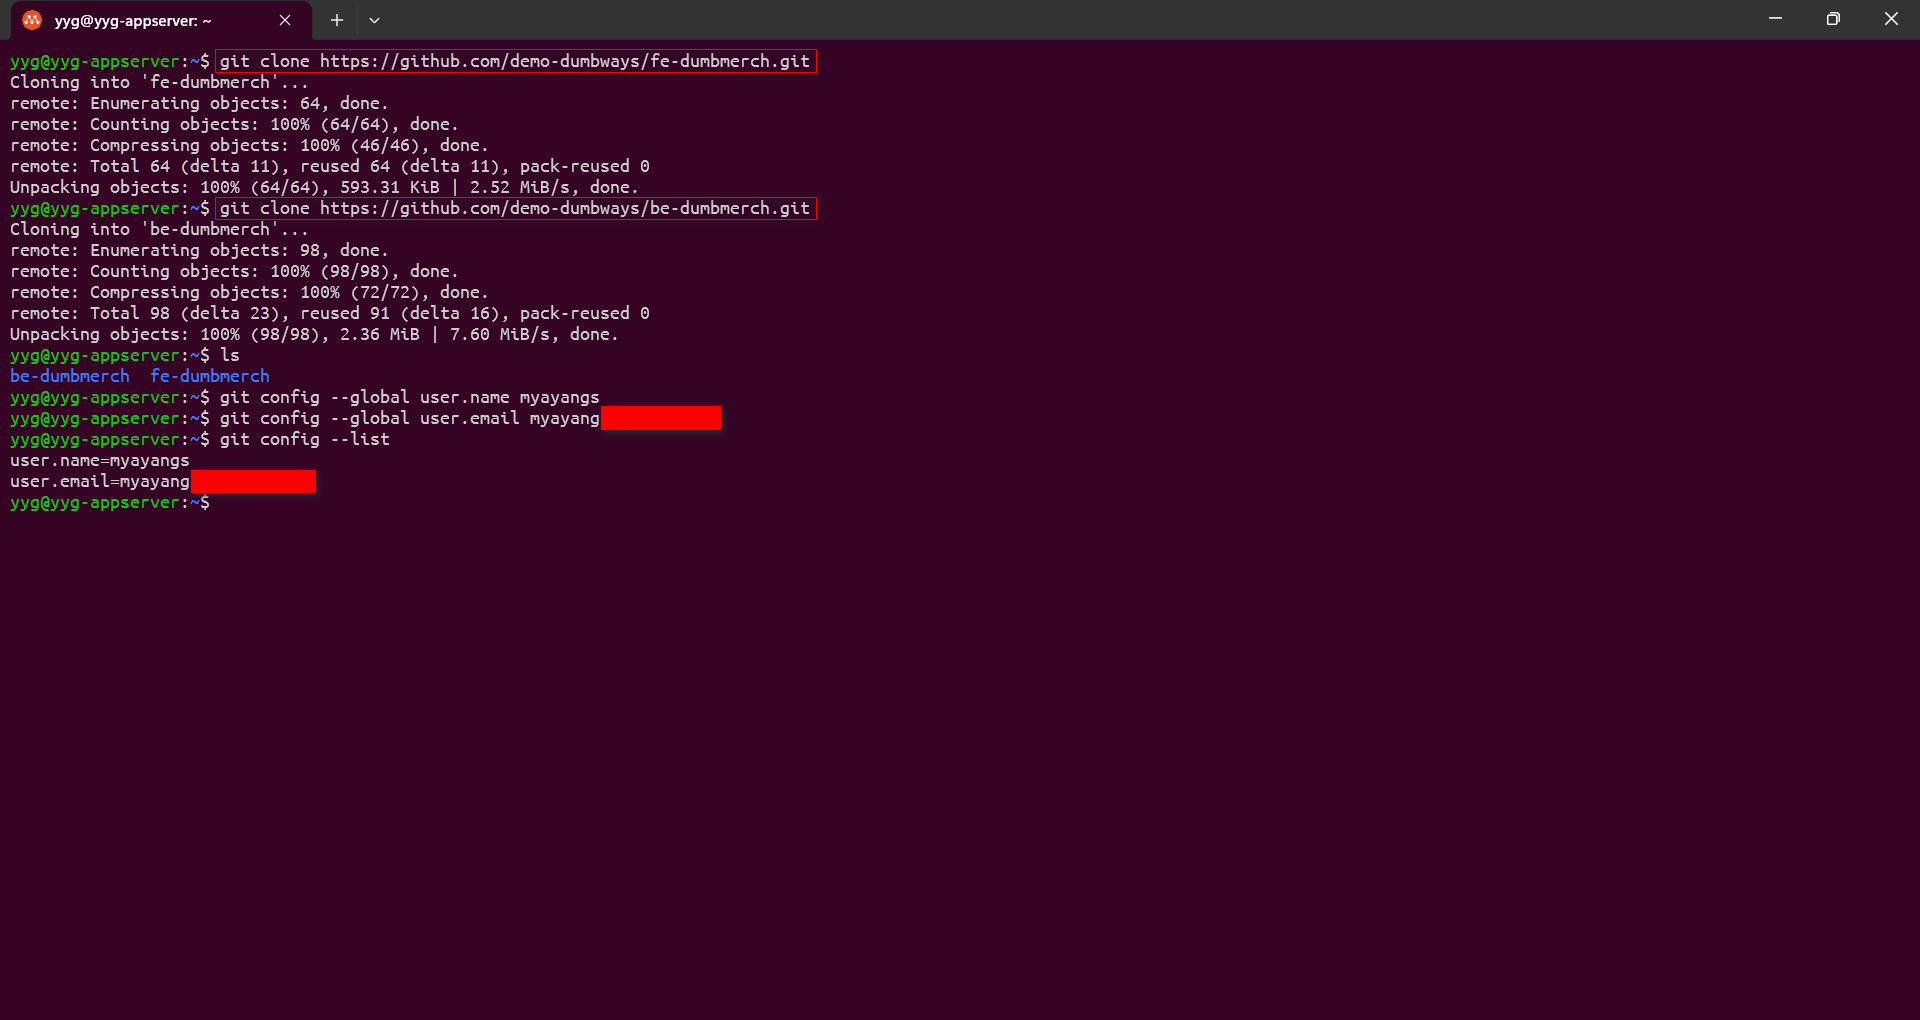 yyg@yyg-appserver: ~
yyg@yyg-appserver:~$ git clone https://github.com/demo-dumbways/fe-dumbmerch.git
Cloning into 'fe-dumbmerch'...
remote: Enumerating objects: 64, done.
remote: Counting objects: 100% (64/64), done.
remote: Compressing objects: 100% (46/46), done.
remote: Total 64 (delta 11), reused 64 (delta 11), pack-reused 0
Unpacking objects: 100% (64/64), 593.31 KiB | 2.52 MiB/s, done.
yyg@yyg-appserver:~$ git clone https://github.com/demo-dumbways/be-dumbmerch.git
Cloning into 'be-dumbmerch'...
remote: Enumerating objects: 98, done.
remote: Counting objects: 100% (98/98), done.
remote: Compressing objects: 100% (72/72), done.
remote: Total 98 (delta 23), reused 91 (delta 16), pack-reused 0
Unpacking objects: 100% (98/98), 2.36 MiB | 7.60 MiB/s, done.
yyg@yyg-appserver:~$ ls
be-dumbmerch  fe-dumbmerch
yyg@yyg-appserver:~$ git config --global user.name myayangs
yyg@yyg-appserver:~$ git config --global user.email myayang
yyg@yyg-appserver:~$ git config --list
user.name=myayangs
user.email=myayang
yyg@yyg-appserver:~$